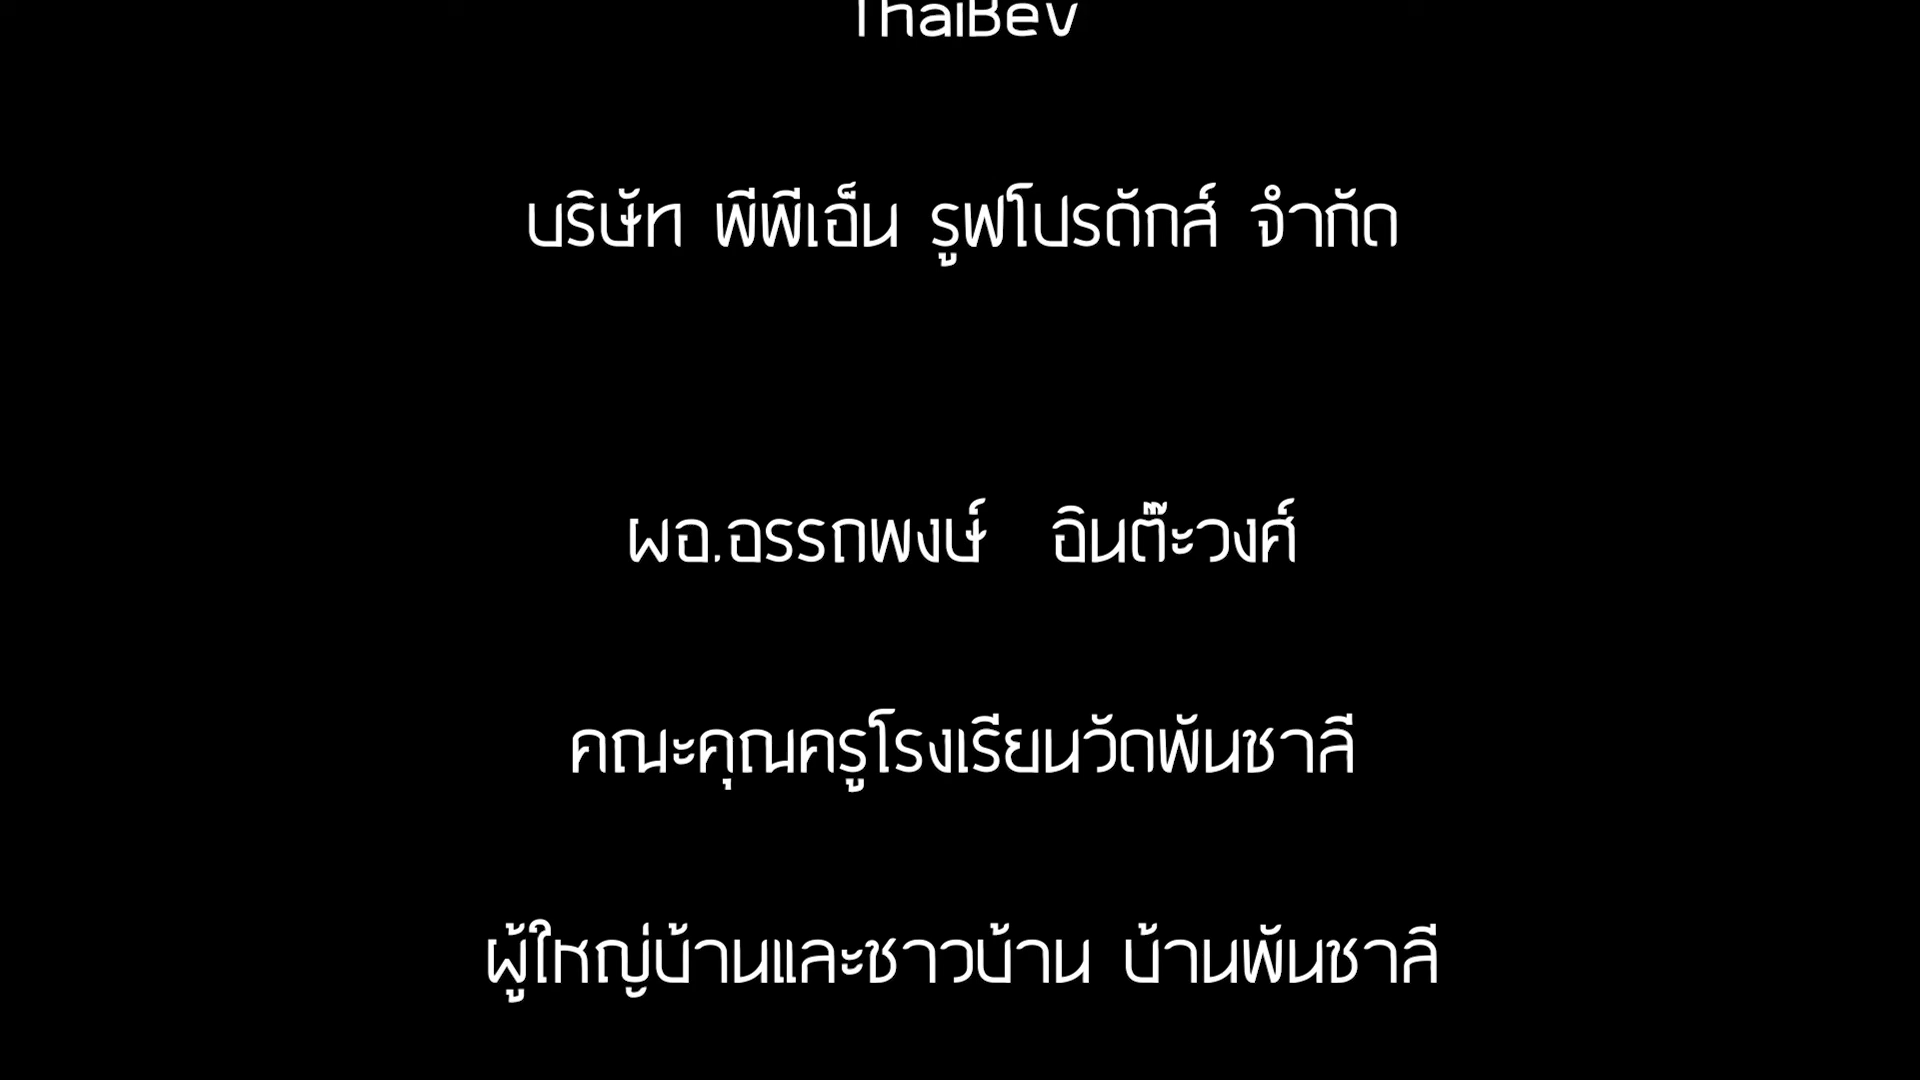 ThaiBev
บริษัท พีพีเอ็น รูฟโปรดักส์ จำกัด
ผอ.อรรถพงษ์ อินต๊ะวงศ์
คณะคุณครูโรงเรียนวัดพันชาลี
ผู้ใหญ่บ้านและชาวบ้าน บ้านพันชาลี